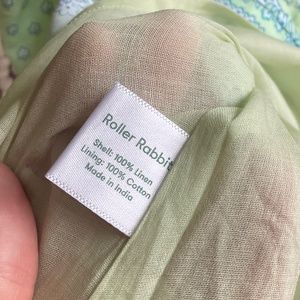 Roller Rabbit
Shell: 100% Linen
Lining: 100% Cotton
Made in India